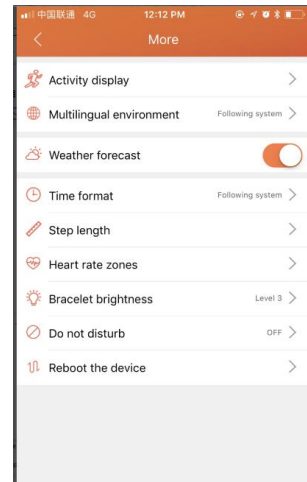 中国联通 4G 12:12 PM
More
Activity display
Multilingual environment Following system
Weather forecast
Time format Following system
Step length
Heart rate zones
Bracelet brightness Level 3
Do not disturb OFF
Reboot the device